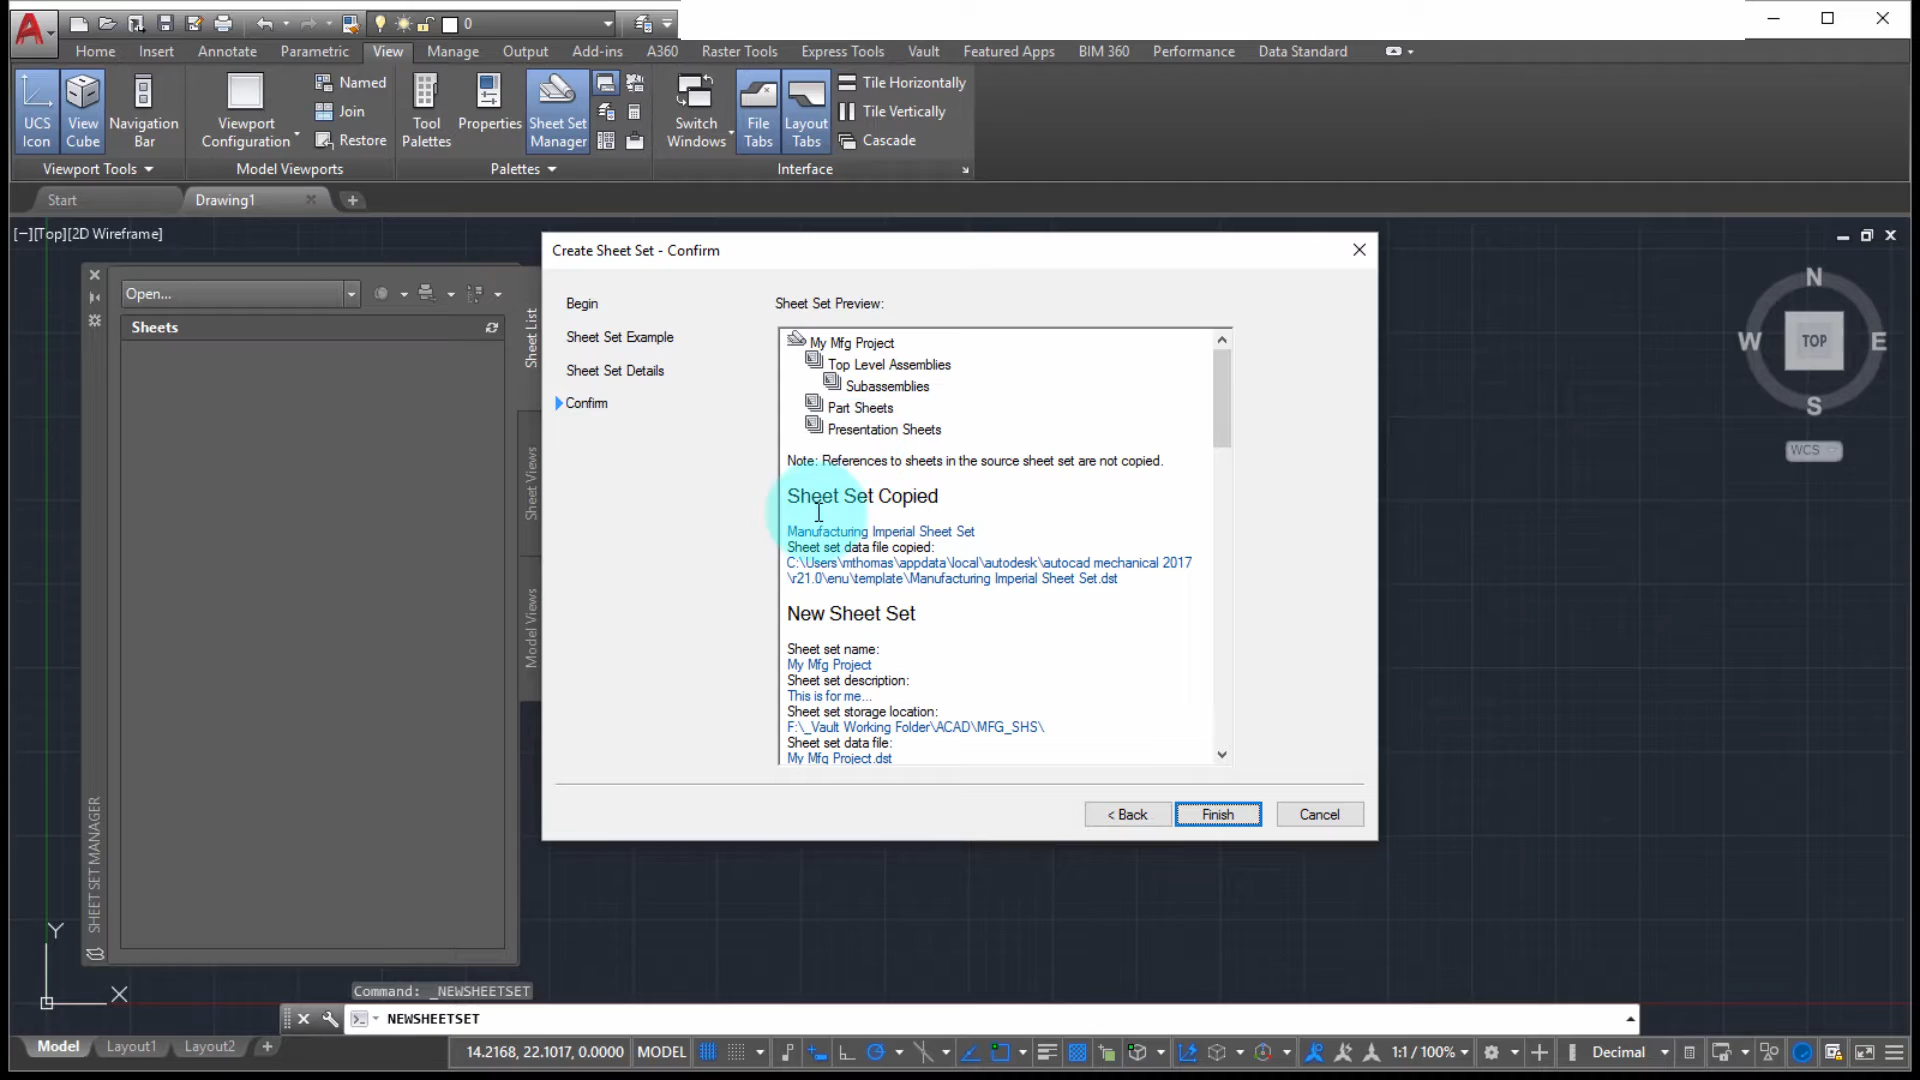 A
0
Home Insert Annotate Parametric View Manage Output Add-ins A360 Raster Tools Express Tools Vault Featured Apps BIM 360 Performance Data Standard
UCS Icon
View Cube
Navigation Bar
Viewport Configuration
Named
Join
Restore
Tool Palettes
Properties
Sheet Set Manager
Switch Windows
File Tabs
Layout Tabs
Tile Horizontally
Tile Vertically
Cascade
Viewport Tools
Model Viewports
Palettes
Interface
Start
Drawing1
[−][Top][2D Wireframe]
Open...
Sheets
Sheet List
Sheet Views
Model Views
SHEET SET MANAGER
Create Sheet Set - Confirm
Begin
Sheet Set Example
Sheet Set Details
Confirm
Sheet Set Preview:
My Mfg Project
Top Level Assemblies
Subassemblies
Part Sheets
Presentation Sheets
Note: References to sheets in the source sheet set are not copied.
Sheet Set Copied
Manufacturing Imperial Sheet Set
Sheet set data file copied:
C:\Users\mthomas\appdata\local\autodesk\autocad mechanical 2017
\r21.0\enu\template\Manufacturing Imperial Sheet Set.dst
New Sheet Set
Sheet set name:
My Mfg Project
Sheet set description:
This is for me...
Sheet set storage location:
F:\_Vault Working Folder\ACAD\MFG_SHS\
Sheet set data file:
My Mfg Project.dst
< Back
Finish
Cancel
N
W
TOP
E
S
WCS
Y
X
Command: _NEWSHEETSET
NEWSHEETSET
Model Layout1 Layout2
14.2168, 22.1017, 0.0000 MODEL 1:1 / 100% Decimal